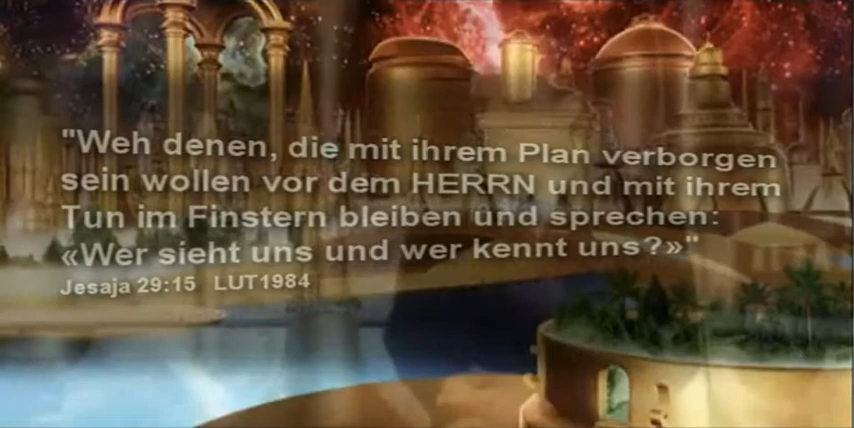 "Weh denen, die mit ihrem Plan verborgen
sein wollen vor dem HERRN und mit ihrem
Tun im Finstern bleiben und sprechen:
«Wer sieht uns und wer kennt uns?»"
Jesaja 29:15 LUT1984